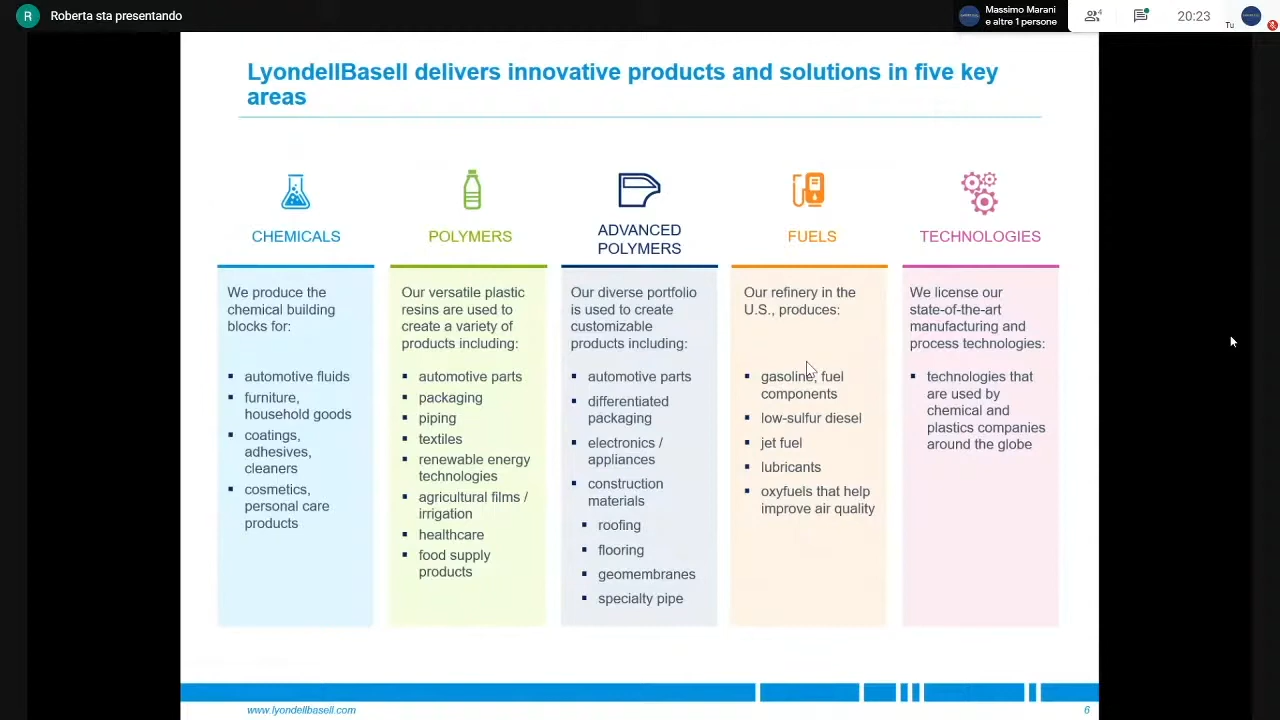 R
Roberta sta presentando
Massimo Marani
e altre 1 persone
4
20:23
Tu
LyondellBasell delivers innovative products and solutions in five key
areas
CHEMICALS
We produce the
chemical building
blocks for:
automotive fluids
furniture,
household goods
coatings,
adhesives,
cleaners
cosmetics,
personal care
products
POLYMERS
Our versatile plastic
resins are used to
create a variety of
products including:
automotive parts
packaging
piping
textiles
renewable energy
technologies
agricultural films /
irrigation
healthcare
food supply
products
ADVANCED
POLYMERS
Our diverse portfolio
is used to create
customizable
products including:
automotive parts
differentiated
packaging
electronics /
appliances
construction
materials
roofing
flooring
geomembranes
specialty pipe
FUELS
Our refinery in the
U.S., produces:
gasoline, fuel
components
low-sulfur diesel
jet fuel
lubricants
oxyfuels that help
improve air quality
TECHNOLOGIES
We license our
state-of-the-art
manufacturing and
process technologies:
technologies that
are used by
chemical and
plastics companies
around the globe
www.lyondellbasell.com
6